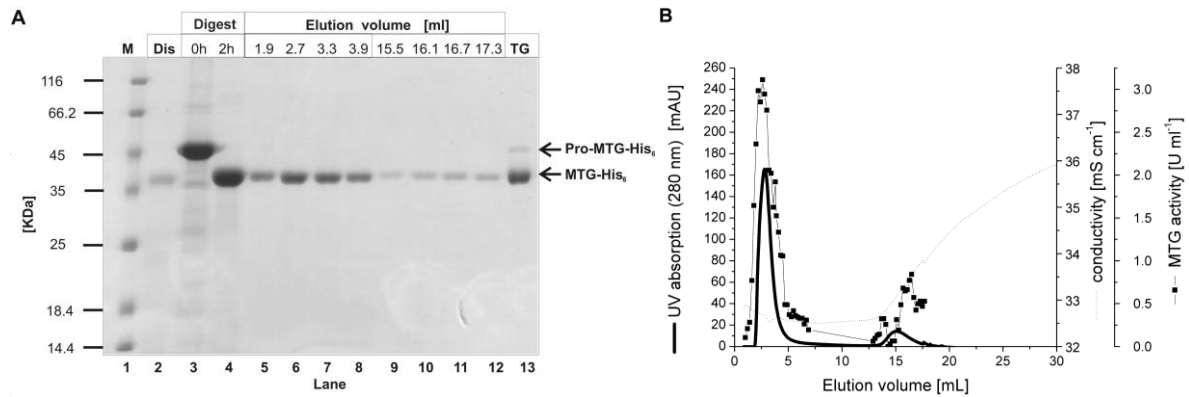 A
Digest
Elution volume [ml]
M Dis 0h 2h 1.9 2.7 3.3 3.9 15.5 16.1 16.7 17.3 TG
116
66.2
45
35
25
18.4
14.4
[KDa]
Pro-MTG-His6
MTG-His6
1 2 3 4 5 6 7 8 9 10 11 12 13
Lane
B
UV absorption (280 nm) [mAU]
260
240
220
200
180
160
140
120
100
80
60
40
20
0
0 5 10 15 20 25 30
Elution volume [mL]
38
37
36
35
34
33
32
conductivity [mS cm-1]
3.0
2.5
2.0
1.5
1.0
0.5
0.0
MTG activity [U ml-1]